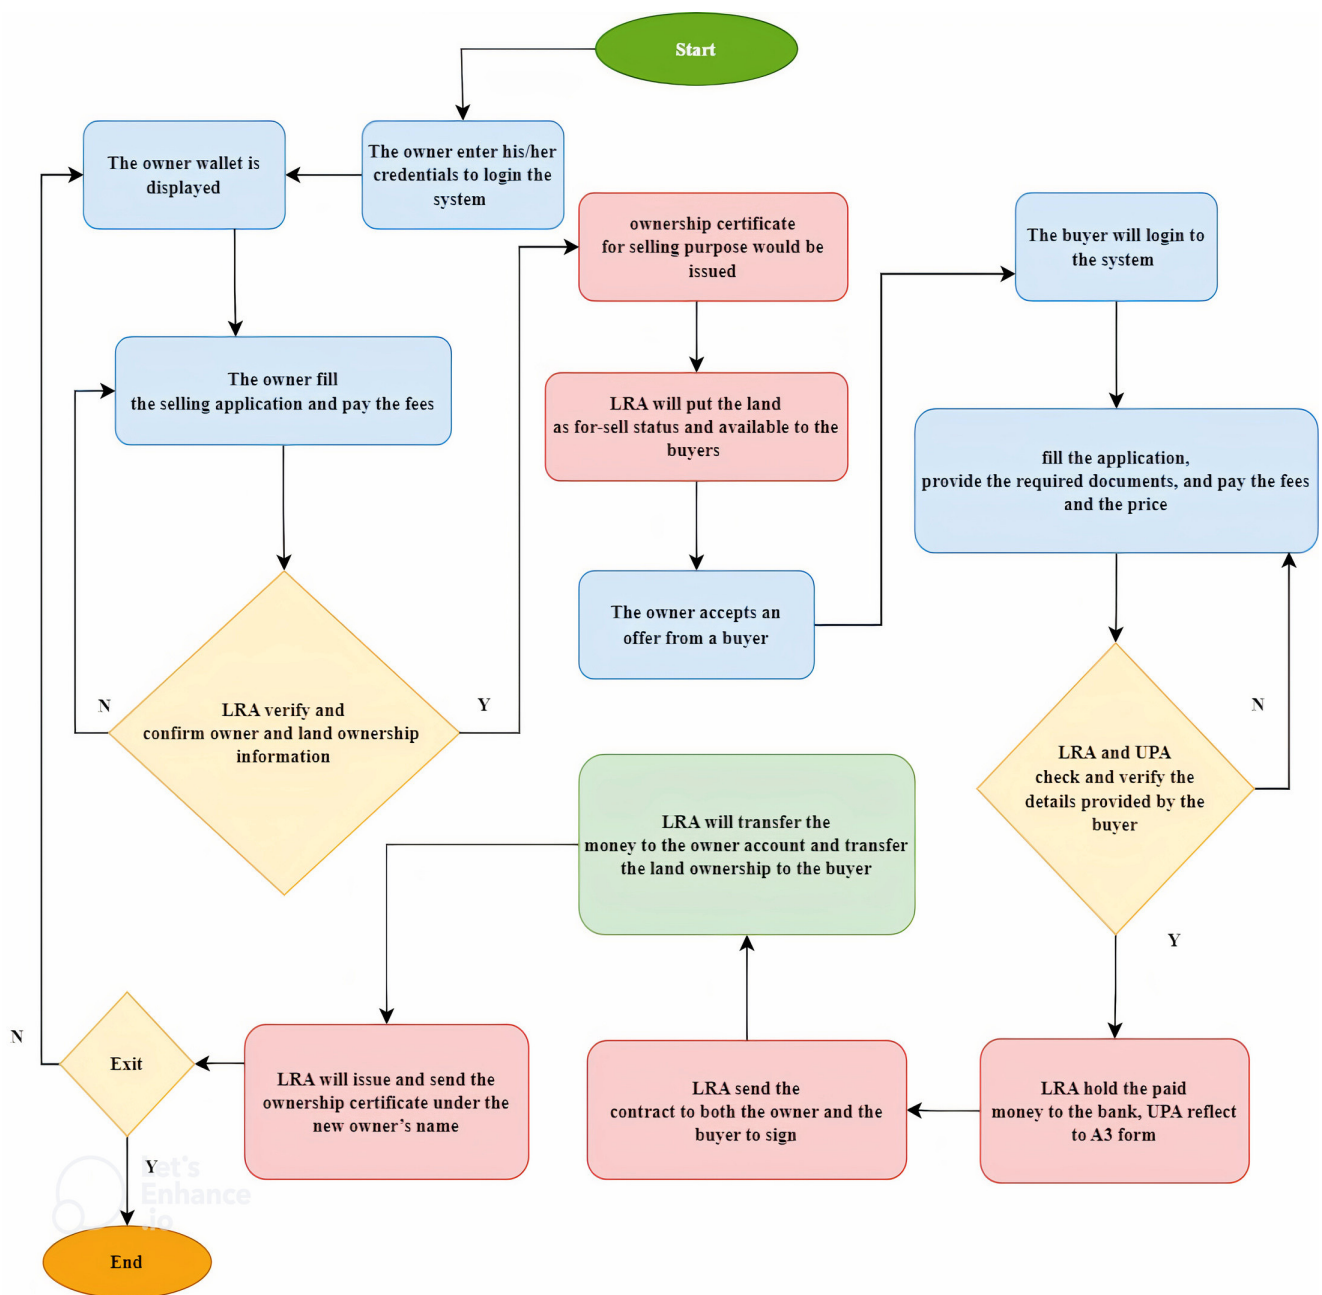 Start
The owner enter his/her
credentials to login the
system
The owner wallet is
displayed
The owner fill
the selling application and pay the fees
LRA verify and
confirm owner and land ownership
information
N
Y
ownership certificate
for selling purpose would be
issued
LRA will put the land
as for-sell status and available to the
buyers
The owner accepts an
offer from a buyer
The buyer will login to
the system
fill the application,
provide the required documents, and pay the fees
and the price
LRA and UPA
check and verify the
details provided by the
buyer
N
Y
LRA hold the paid
money to the bank, UPA reflect
to A3 form
LRA send the
contract to both the owner and the
buyer to sign
LRA will transfer the
money to the owner account and transfer
the land ownership to the buyer
LRA will issue and send the
ownership certificate under the
new owner's name
Exit
N
Y
End
Let's
Enhance
.io